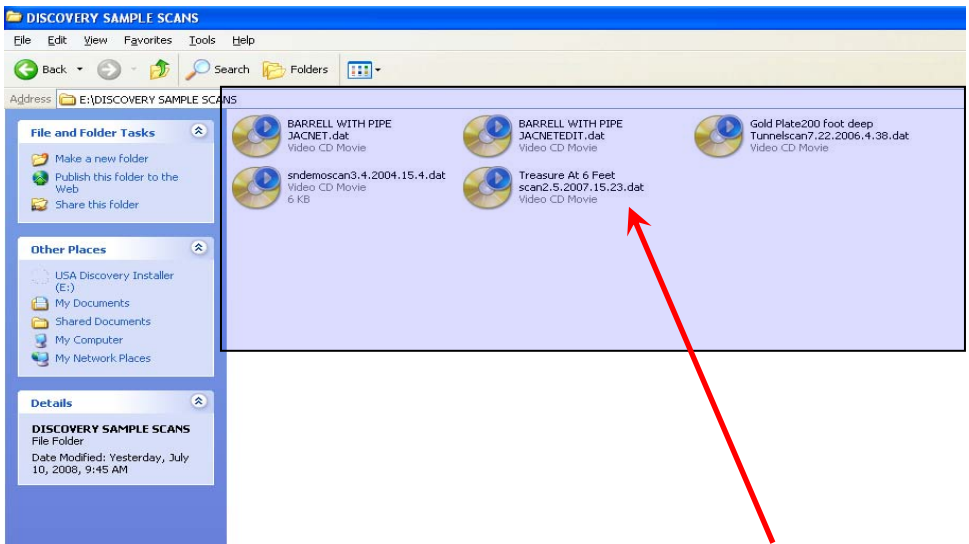 DISCOVERY SAMPLE SCANS
File Edit View Favorites Tools Help
Back Search Folders
Address E:\DISCOVERY SAMPLE SCANS
File and Folder Tasks
Make a new folder
Publish this folder to the
Web
Share this folder
Other Places
USA Discovery Installer
(E:)
My Documents
Shared Documents
My Computer
My Network Places
Details
DISCOVERY SAMPLE SCANS
File Folder
Date Modified: Yesterday, July
10, 2008, 9:45 AM
BARRELL WITH PIPE
JACNET.dat
Video CD Movie
BARRELL WITH PIPE
JACNETEDIT.dat
Video CD Movie
Gold Plate200 foot deep
Tunnelscan7.22.2006.4.38.dat
Video CD Movie
sndemoscan3.4.2004.15.4.dat
Video CD Movie
6 KB
Treasure At 6 Feet
scan2.5.2007.15.23.dat
Video CD Movie